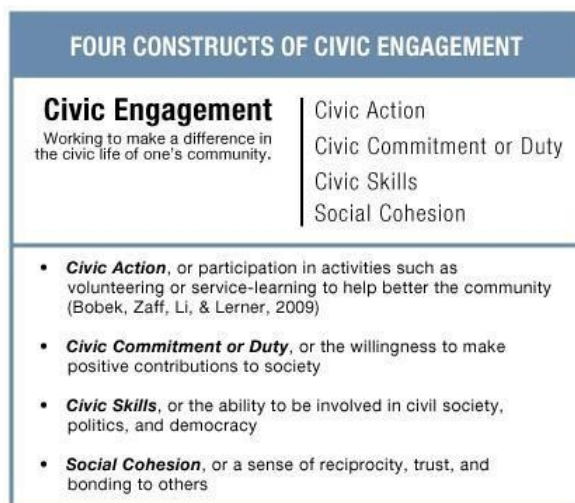 FOUR CONSTRUCTS OF CIVIC ENGAGEMENT
Civic Engagement
Working to make a difference in
the civic life of one's community.
Civic Action
Civic Commitment or Duty
Civic Skills
Social Cohesion
• Civic Action, or participation in activities such as
volunteering or service-learning to help better the community
(Bobek, Zaff, Li, & Lerner, 2009)
• Civic Commitment or Duty, or the willingness to make
positive contributions to society
• Civic Skills, or the ability to be involved in civil society,
politics, and democracy
• Social Cohesion, or a sense of reciprocity, trust, and
bonding to others